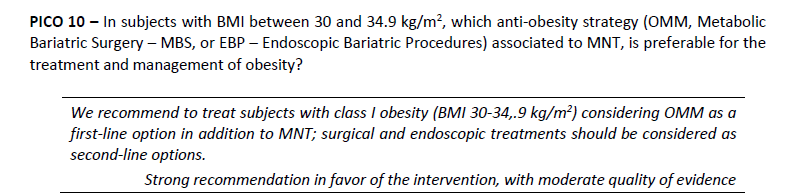 PICO 10 – In subjects with BMI between 30 and 34.9 kg/m², which anti-obesity strategy (OMM, Metabolic
Bariatric Surgery – MBS, or EBP – Endoscopic Bariatric Procedures) associated to MNT, is preferable for the
treatment and management of obesity?
We recommend to treat subjects with class I obesity (BMI 30-34,.9 kg/m²) considering OMM as a
first-line option in addition to MNT; surgical and endoscopic treatments should be considered as
second-line options.
Strong recommendation in favor of the intervention, with moderate quality of evidence